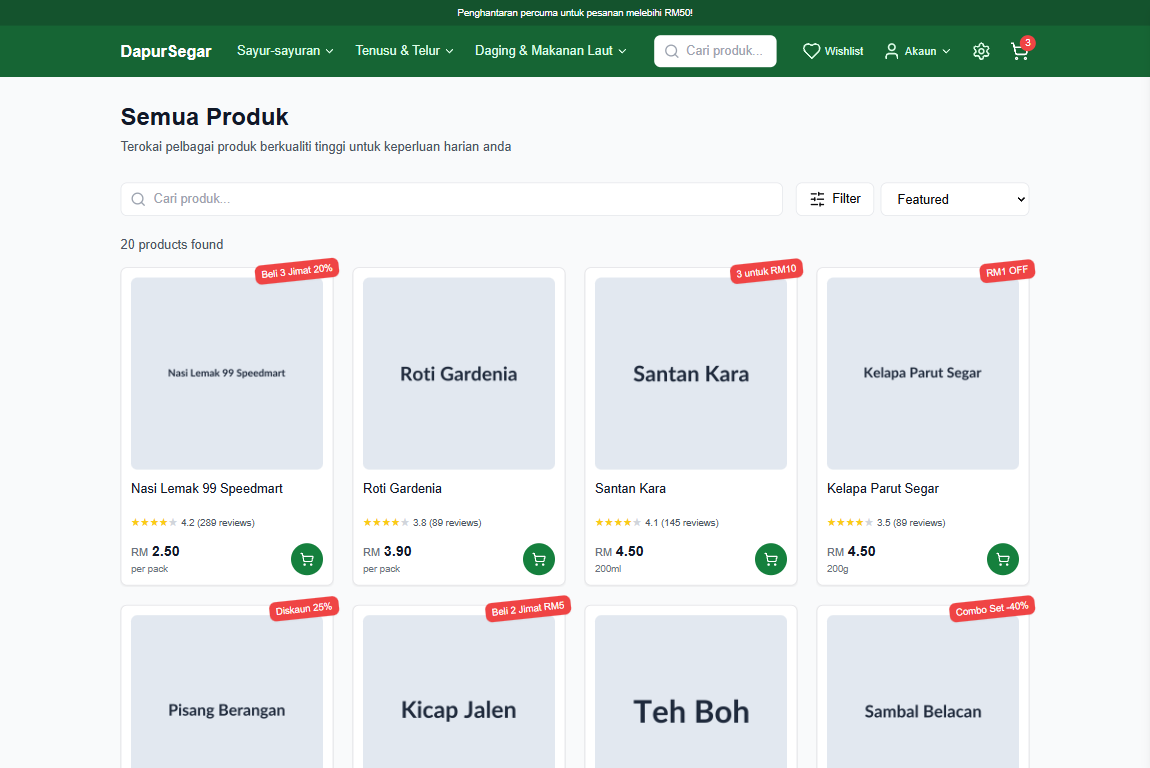 Penghantaran percuma untuk pesanan melebihi RM50!
DapurSegar
Sayur-sayuran
Tenusu & Telur
Daging & Makanan Laut
Cari produk...
Wishlist
Akaun
3
Semua Produk
Terokai pelbagai produk berkualiti tinggi untuk keperluan harian anda
Cari produk...
Filter
Featured
20 products found
Beli 3 Jimat 20%
Nasi Lemak 99 Speedmart
Nasi Lemak 99 Speedmart
4.2 (289 reviews)
RM 2.50
per pack
Roti Gardenia
Roti Gardenia
3.8 (89 reviews)
RM 3.90
per pack
3 untuk RM10
Santan Kara
Santan Kara
4.1 (145 reviews)
RM 4.50
200ml
RM1 OFF
Kelapa Parut Segar
Kelapa Parut Segar
3.5 (89 reviews)
RM 4.50
200g
Diskaun 25%
Pisang Berangan
Beli 2 Jimat RM5
Kicap Jalen
Teh Boh
Combo Set -40%
Sambal Belacan